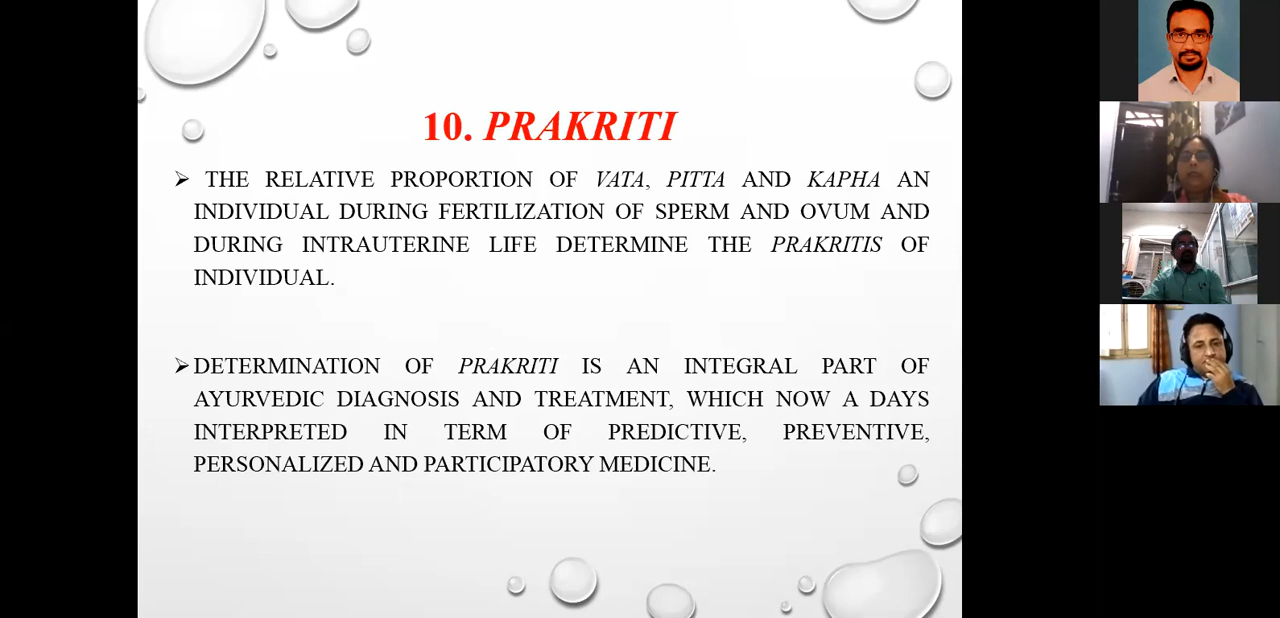 10. PRAKRITI
➢ THE RELATIVE PROPORTION OF VATA, PITTA AND KAPHA AN
INDIVIDUAL DURING FERTILIZATION OF SPERM AND OVUM AND
DURING INTRAUTERINE LIFE DETERMINE THE PRAKRITIS OF
INDIVIDUAL.
➢ DETERMINATION OF PRAKRITI IS AN INTEGRAL PART OF
AYURVEDIC DIAGNOSIS AND TREATMENT, WHICH NOW A DAYS
INTERPRETED IN TERM OF PREDICTIVE, PREVENTIVE,
PERSONALIZED AND PARTICIPATORY MEDICINE.